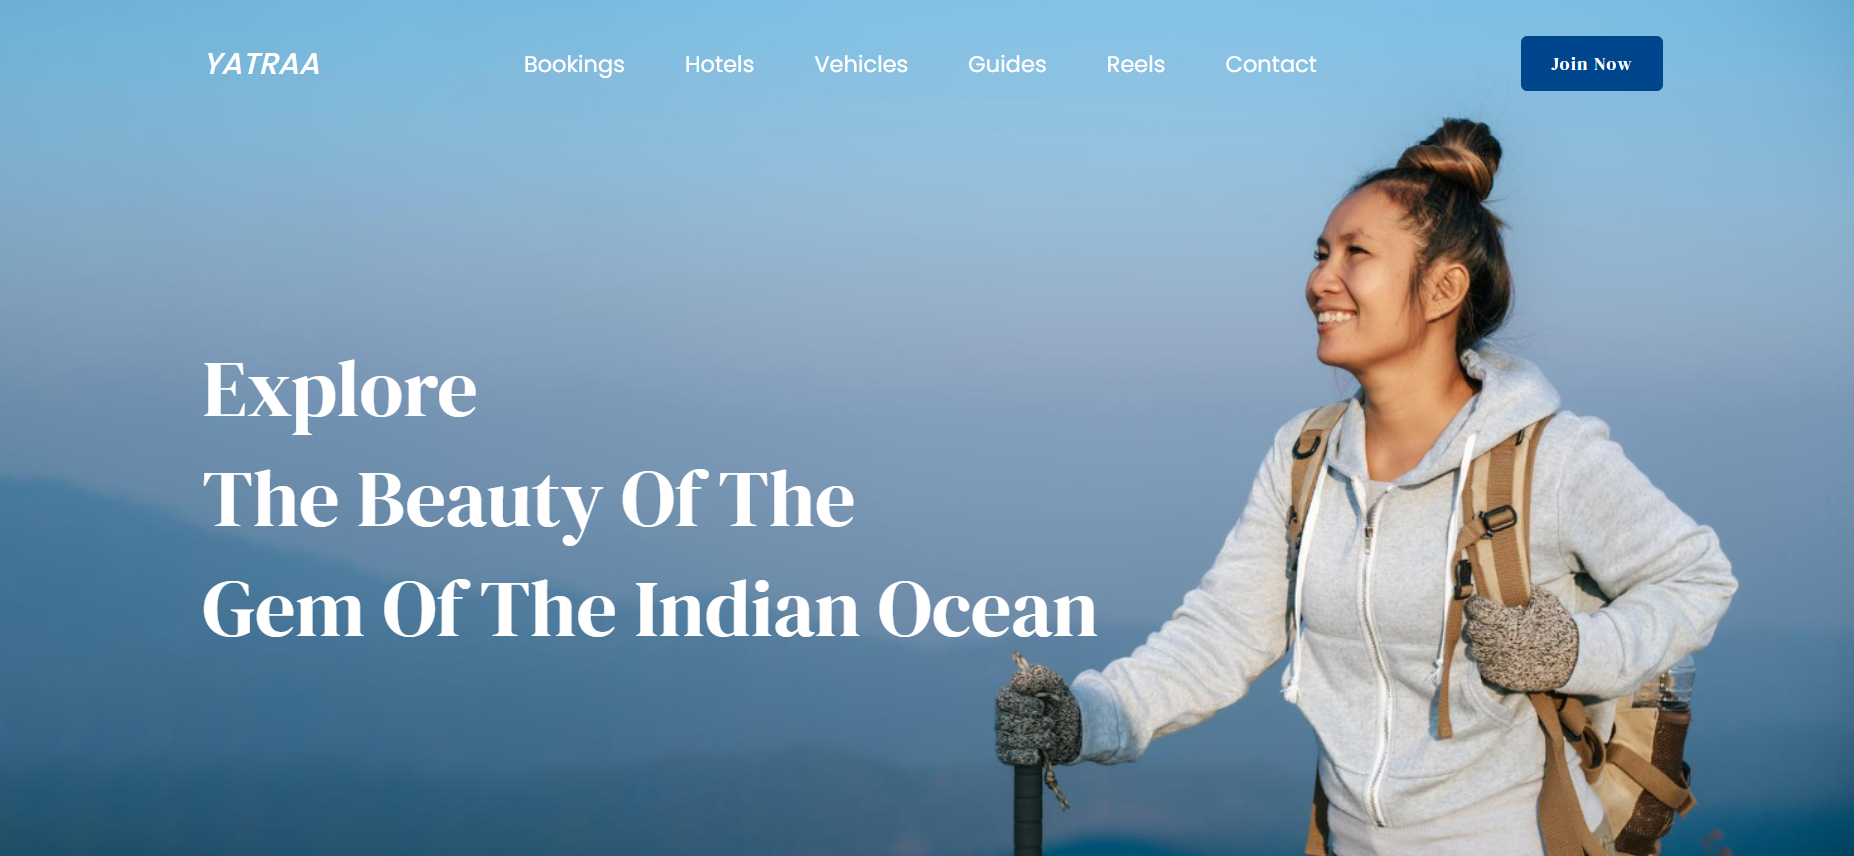 YATRAA
Bookings Hotels Vehicles Guides Reels Contact
Join Now
Explore
The Beauty Of The
Gem Of The Indian Ocean